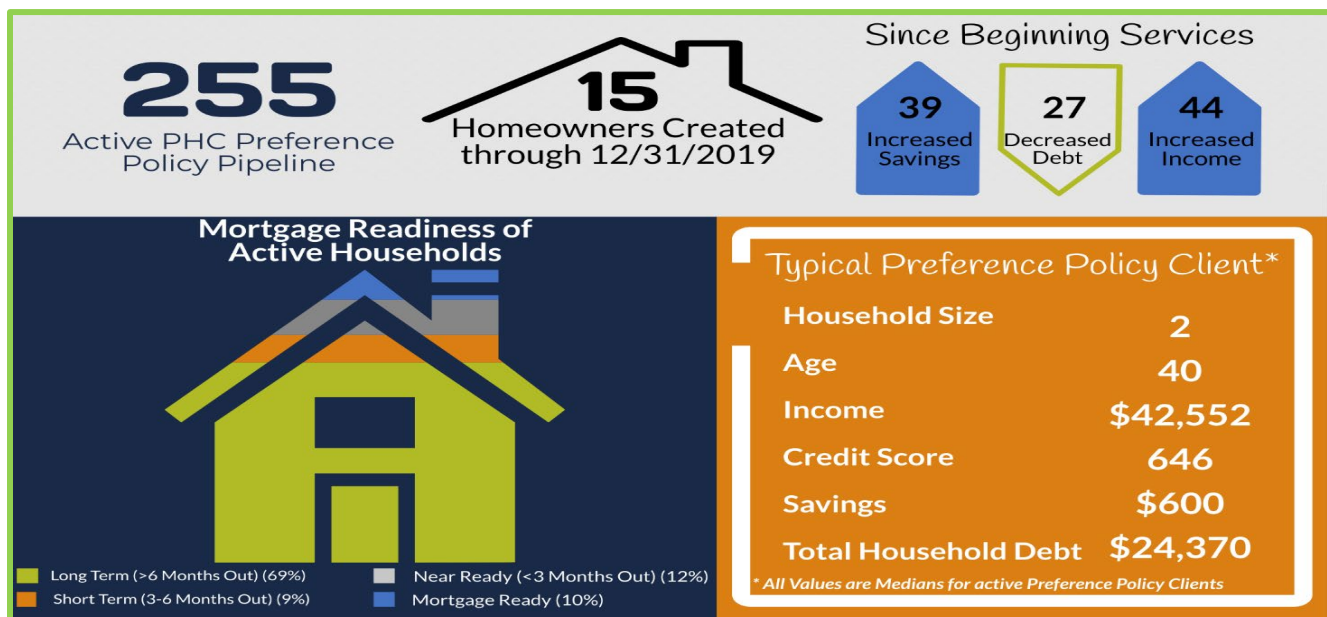 255
Active PHC Preference
Policy Pipeline
15
Homeowners Created
through 12/31/2019
Since Beginning Services
39
Increased
Savings
27
Decreased
Debt
44
Increased
Income
Mortgage Readiness of
Active Households
Long Term (>6 Months Out) (69%)
Short Term (3-6 Months Out) (9%)
Near Ready (<3 Months Out) (12%)
Mortgage Ready (10%)
Typical Preference Policy Client*
Household Size 2
Age 40
Income $42,552
Credit Score 646
Savings $600
Total Household Debt $24,370
* All Values are Medians for active Preference Policy Clients